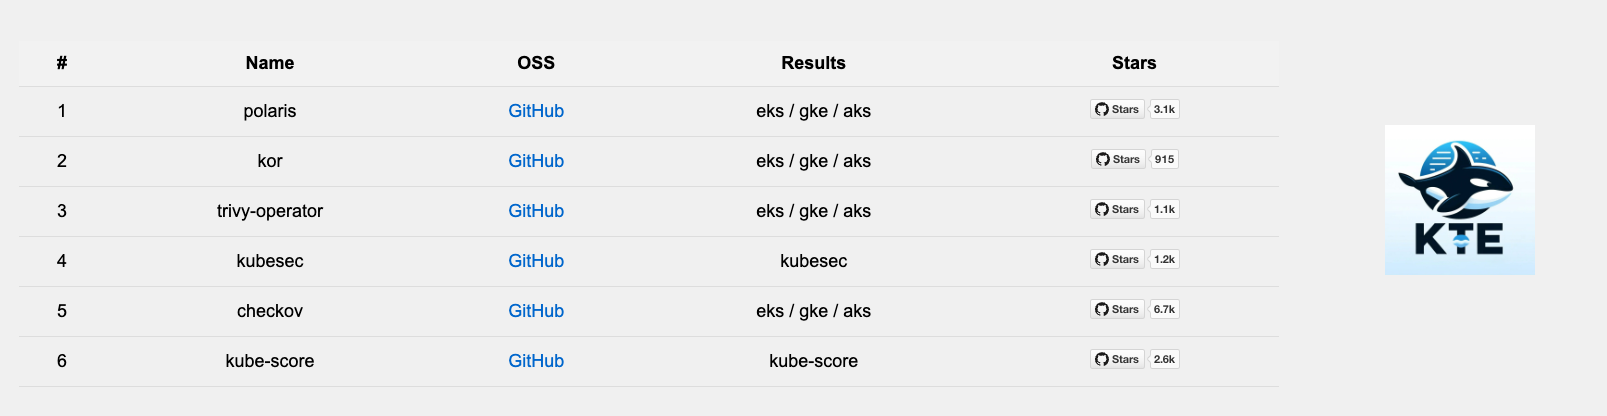 # Name OSS Results Stars
1 polaris GitHub eks / gke / aks Stars 3.1k
2 kor GitHub eks / gke / aks Stars 915
3 trivy-operator GitHub eks / gke / aks Stars 1.1k
4 kubesec GitHub kubesec Stars 1.2k
5 checkov GitHub eks / gke / aks Stars 6.7k
6 kube-score GitHub kube-score Stars 2.6k
KTE